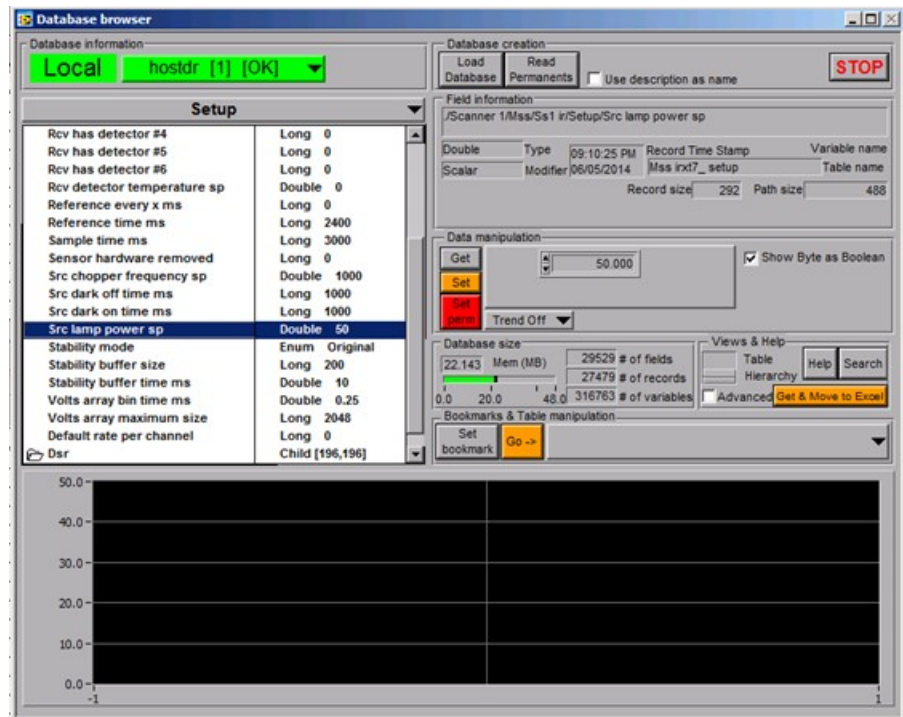 Database browser
Database information
Local hostdr [1] [OK]
Setup
Rcv has detector #4 Long 0
Rcv has detector #5 Long 0
Rcv has detector #6 Long 0
Rcv detector temperature sp Double 0
Reference every x ms Long 0
Reference time ms Long 2400
Sample time ms Long 3000
Sensor hardware removed Long 0
Src chopper frequency sp Double 1000
Src dark off time ms Long 1000
Src dark on time ms Long 1000
Src lamp power sp Double 50
Stability mode Enum Original
Stability buffer size Long 200
Stability buffer time ms Double 10
Volts array bin time ms Double 0.25
Volts array maximum size Long 2048
Default rate per channel Long 0
Dsr Child [196,196]
Database creation
Load Database
Read Permanents
Use description as name
STOP
Field information
./Scanner 1/Mss/Ss1 ir/Setup/Src lamp power sp
Double Type 09:10:25 PM Record Time Stamp Variable name
Scalar Modifier 06/05/2014 Mss irxt7_ setup Table name
Record size 292 Path size 488
Data manipulation
Get
Set
Set perm
50.000
Show Byte as Boolean
Trend Off
Database size
22.143 Mem (MB)
0.0 20.0 48.0
29529 # of fields
27479 # of records
316763 # of variables
Views & Help
Table
Hierarchy
Help Search
Advanced Get & Move to Excel
Bookmarks & Table manipulation
Set bookmark
Go ->
50.0
40.0
30.0
20.0
10.0
0.0
-1 1